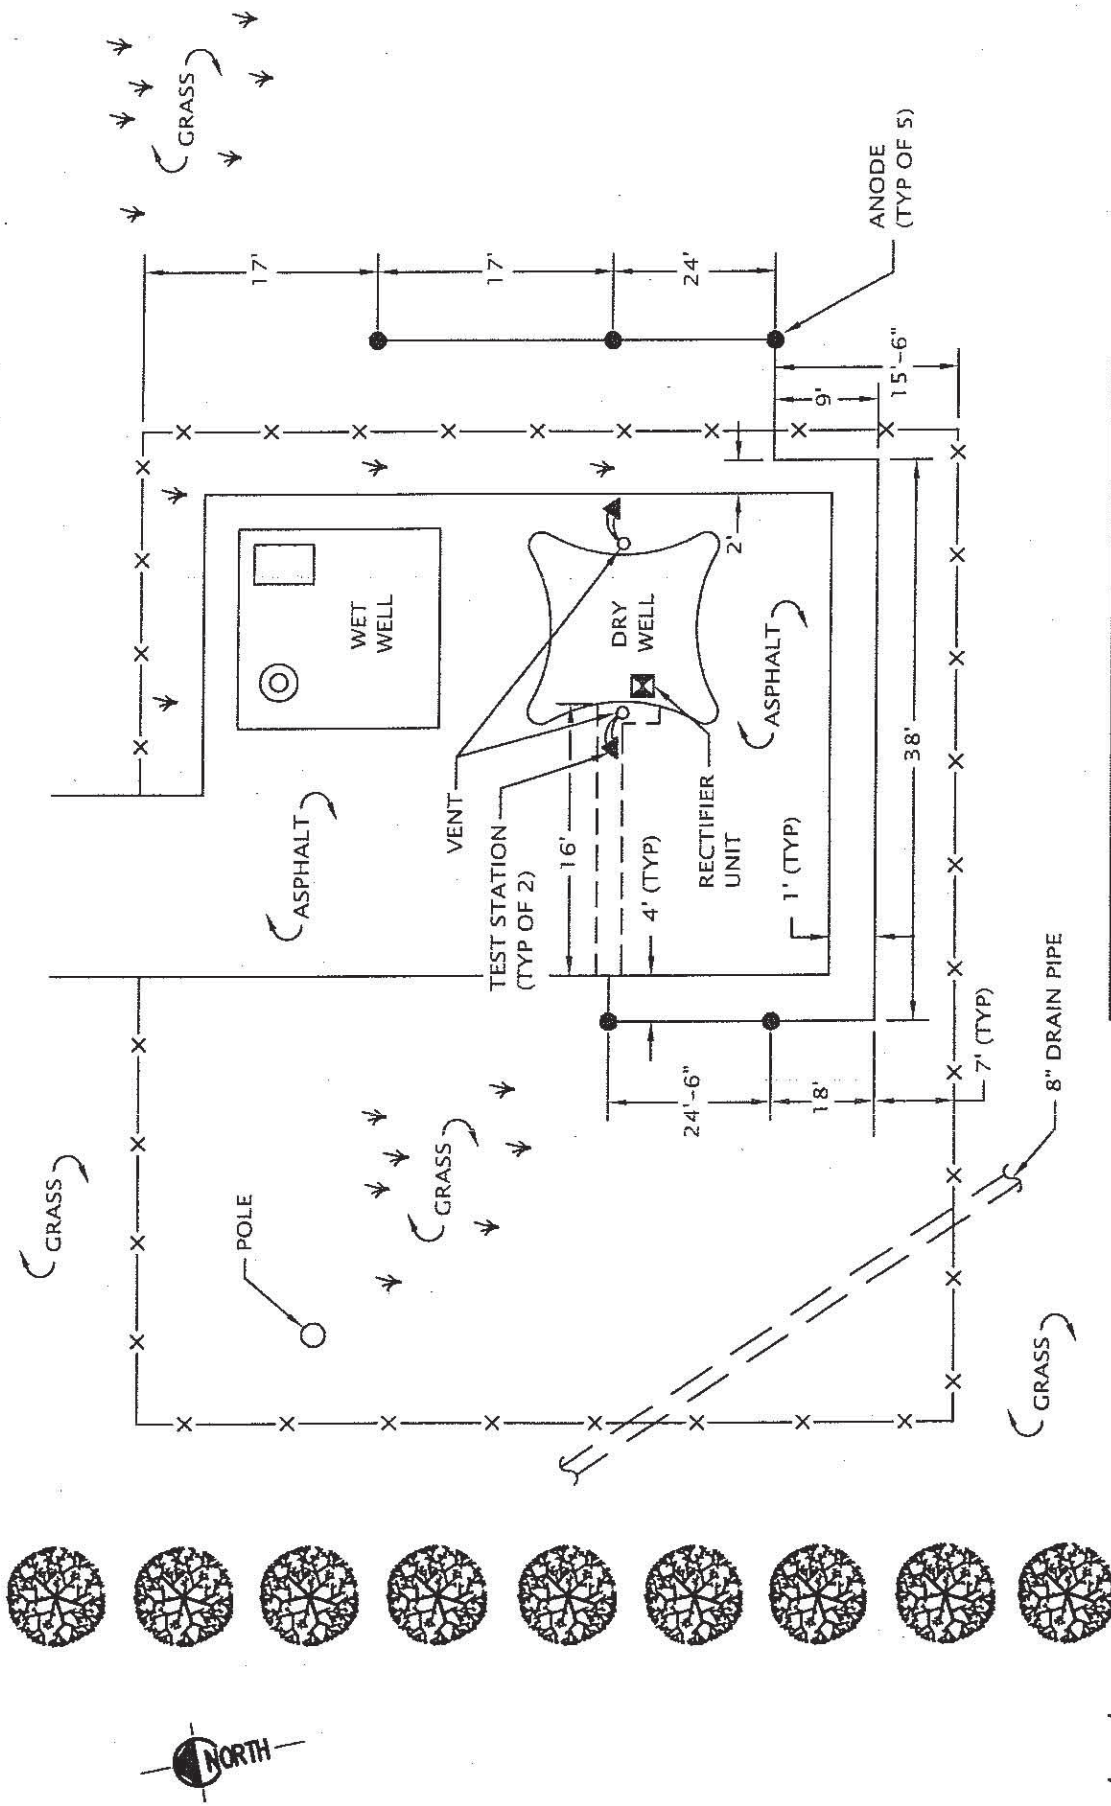 GRASS
17'
17'
24'
ANODE
(TYP OF 5)
15'-6"
9'
WET
WELL
DRY
WELL
2'
ASPHALT
ASPHALT
VENT
TEST STATION
(TYP OF 2)
16'
4' (TYP)
RECTIFIER
UNIT
1' (TYP)
38'
24'-6"
18'
7' (TYP)
8" DRAIN PIPE
GRASS
POLE
GRASS
GRASS
NORTH